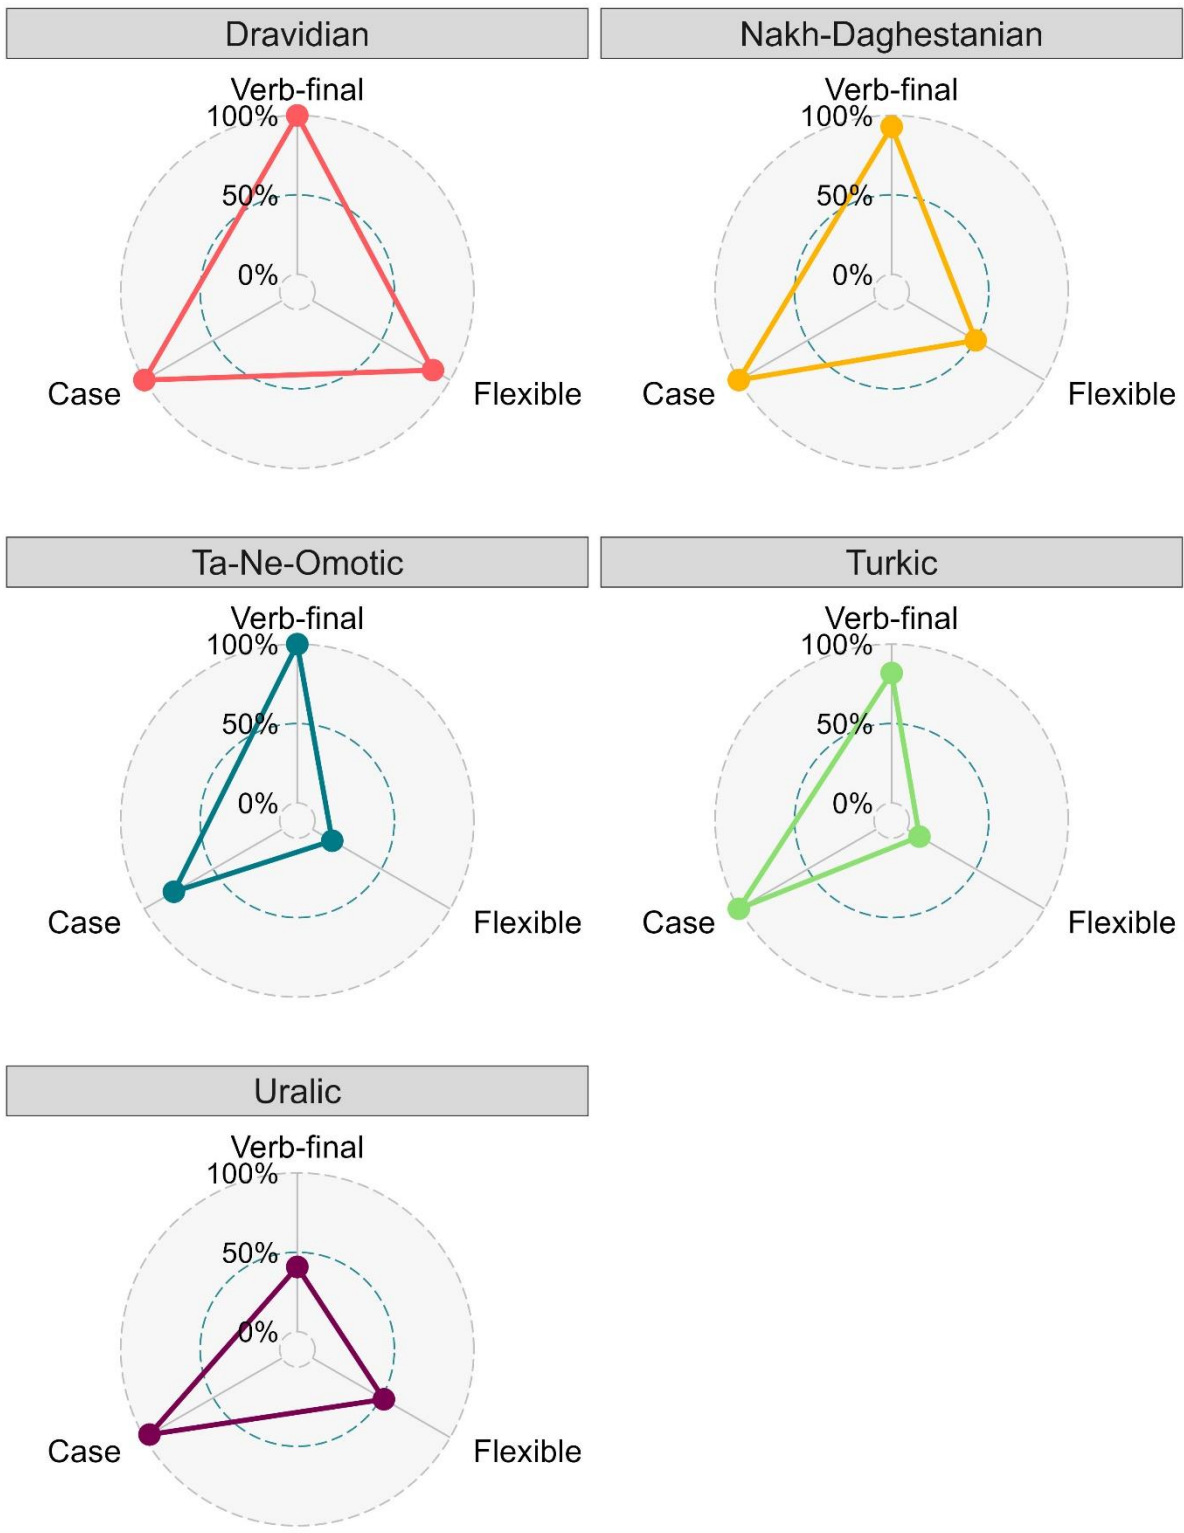 Dravidian
Verb-final
100%
50%
0%
Case
Flexible
Nakh-Daghestanian
Verb-final
100%
50%
0%
Case
Flexible
Ta-Ne-Omotic
Verb-final
100%
50%
0%
Case
Flexible
Turkic
Verb-final
100%
50%
0%
Case
Flexible
Uralic
Verb-final
100%
50%
0%
Case
Flexible